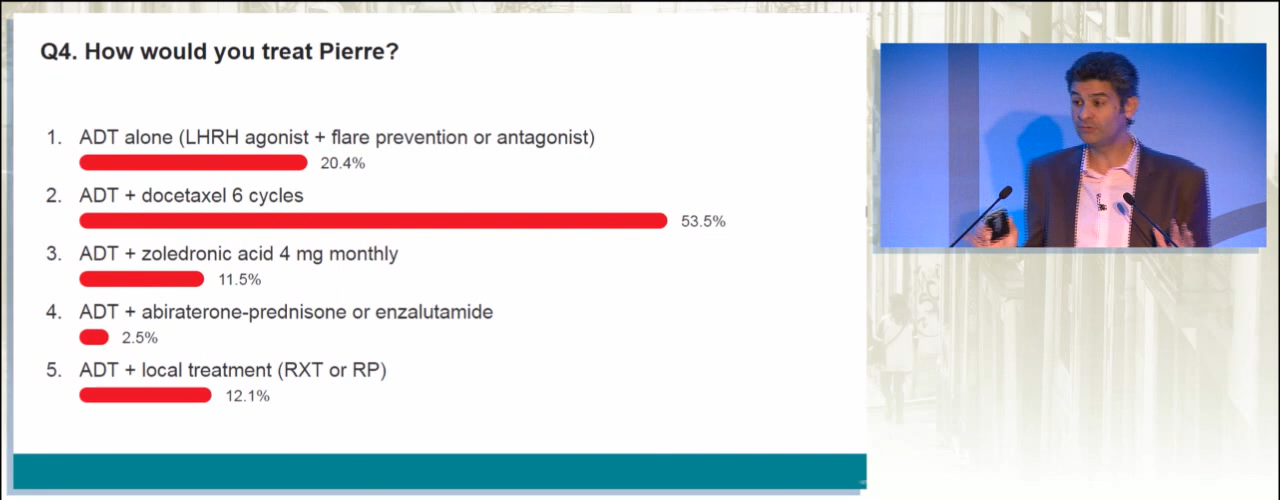 Q4. How would you treat Pierre?
1. ADT alone (LHRH agonist + flare prevention or antagonist)
20.4%
2. ADT + docetaxel 6 cycles
53.5%
3. ADT + zoledronic acid 4 mg monthly
11.5%
4. ADT + abiraterone-prednisone or enzalutamide
2.5%
5. ADT + local treatment (RXT or RP)
12.1%